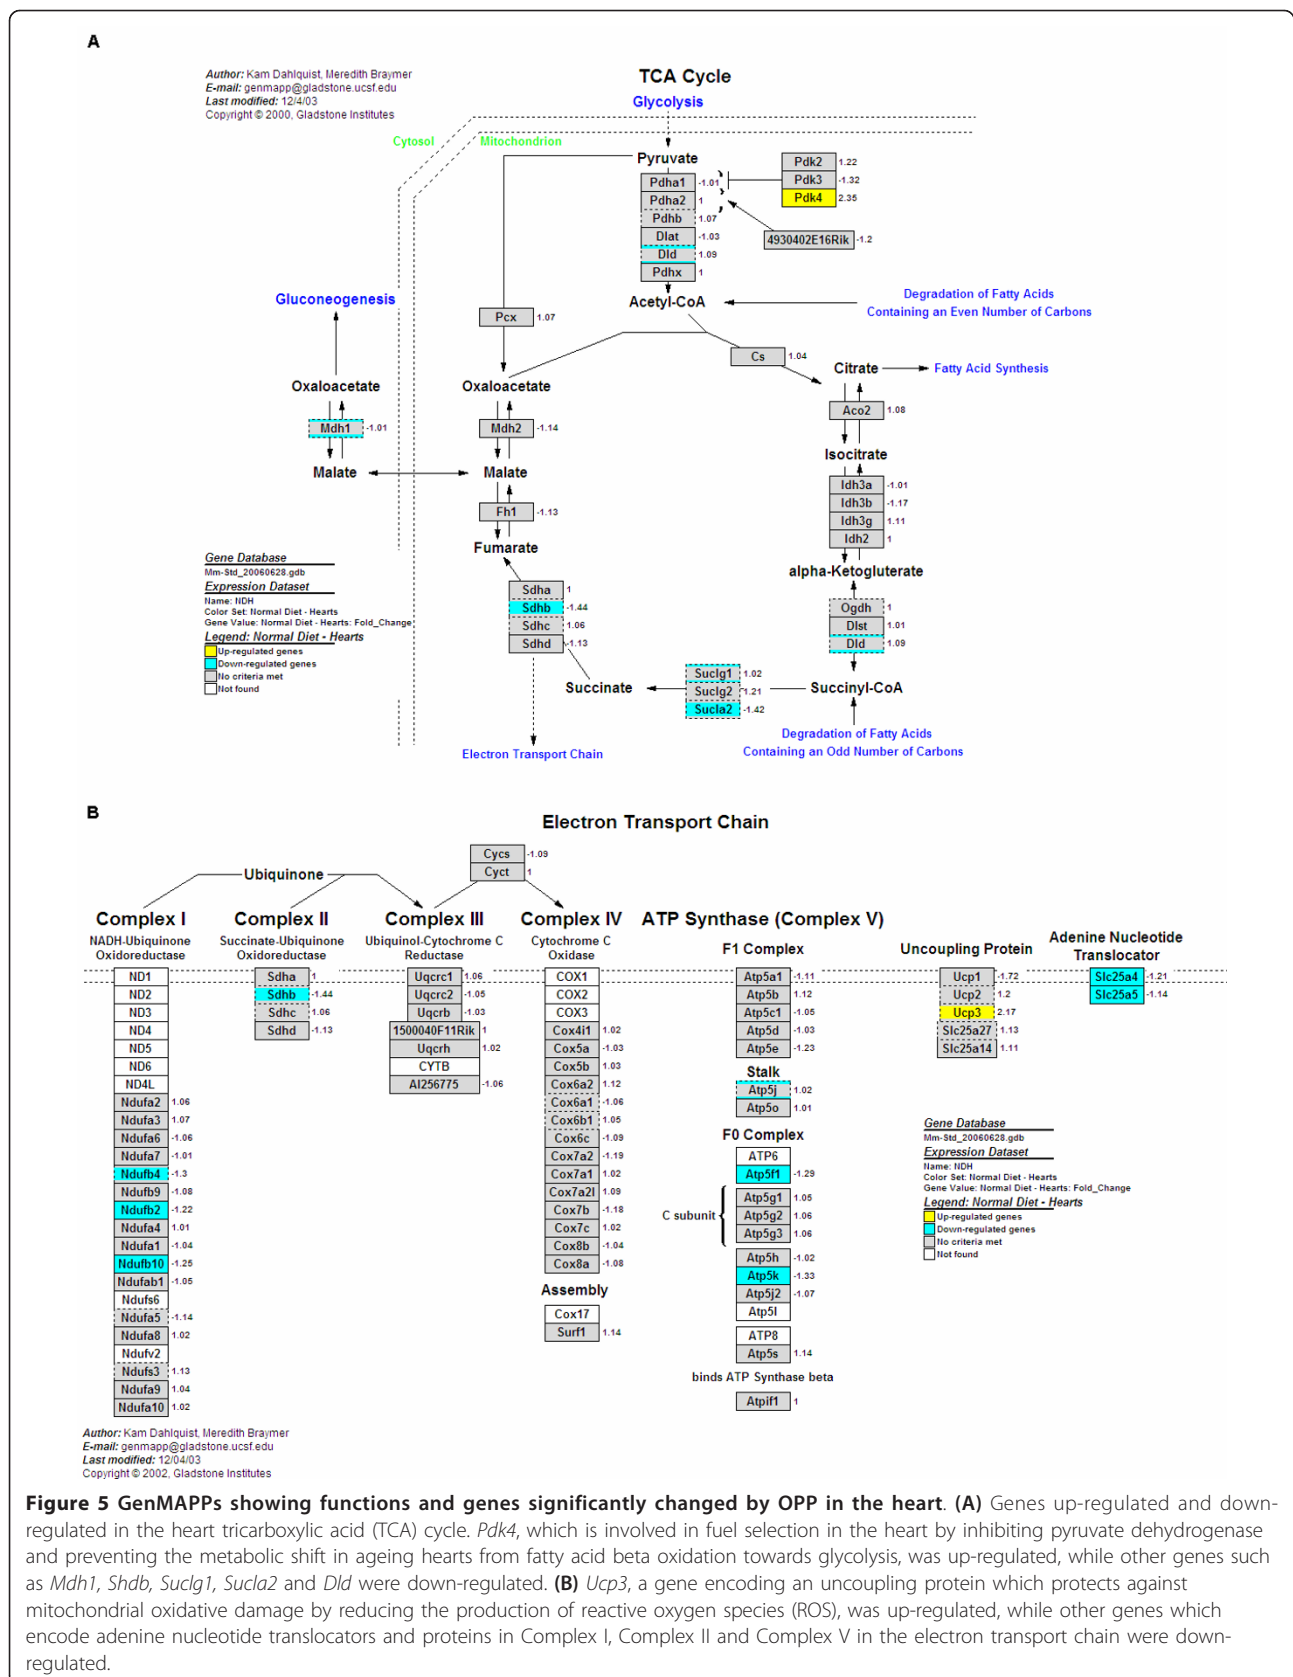 A
Author: Kam Dahlquist, Meredith Braymer
E-mail: genmapp@gladstone.ucsf.edu
Last modified: 12/4/03
Copyright © 2000, Gladstone Institutes
TCA Cycle
Glycolysis
Cytosol
Mitochondrion
Pyruvate
Pdha1 -1.01
Pdha2 1
Pdhb 1.07
Dlat -1.03
Dld 1.09
Pdhx 1
Pdk2 1.22
Pdk3 -1.32
Pdk4 2.35
4930402E16Rik -1.2
Acetyl-CoA
Degradation of Fatty Acids
Containing an Even Number of Carbons
Gluconeogenesis
Pcx 1.07
Cs 1.04
Citrate
Fatty Acid Synthesis
Oxaloacetate
Oxaloacetate
Aco2 1.08
Mdh1 -1.01
Mdh2 -1.14
Isocitrate
Malate
Malate
Idh3a -1.01
Idh3b -1.17
Idh3g 1.11
Idh2 1
Fh1 -1.13
Fumarate
alpha-Ketogluterate
Gene Database
Mm-Std_20060628.gdb
Expression Dataset
Name: NDH
Color Set: Normal Diet - Hearts
Gene Value: Normal Diet - Hearts: Fold_Change
Legend: Normal Diet - Hearts
Up-regulated genes
Down-regulated genes
No criteria met
Not found
Sdha 1
Sdhb -1.44
Sdhc 1.06
Sdhd -1.13
Ogdh 1
Dlst 1.01
Dld 1.09
Succinate
Suclg1 1.02
Suclg2 1.21
Sucla2 -1.42
Succinyl-CoA
Degradation of Fatty Acids
Containing an Odd Number of Carbons
Electron Transport Chain
B
Electron Transport Chain
Cycs -1.09
Cyct 1
Ubiquinone
Complex I
NADH-Ubiquinone
Oxidoreductase
ND1
ND2
ND3
ND4
ND5
ND6
ND4L
Ndufa2 1.06
Ndufa3 1.07
Ndufa6 -1.06
Ndufa7 -1.01
Ndufb4 -1.3
Ndufb9 -1.08
Ndufb2 -1.22
Ndufa4 1.01
Ndufa1 -1.04
Ndufb10 -1.25
Ndufab1 -1.05
Ndufs6
Ndufa5 -1.14
Ndufa8 1.02
Ndufv2
Ndufs3 1.13
Ndufa9 1.04
Ndufa10 1.02
Complex II
Succinate-Ubiquinone
Oxidoreductase
Sdha 1
Sdhb -1.44
Sdhc 1.06
Sdhd -1.13
Complex III
Ubiquinol-Cytochrome C
Reductase
Uqcrc1 1.06
Uqcrc2 -1.05
Uqcrb -1.03
1500040F11Rik 1
Uqcrh 1.02
CYTB
AI256775 -1.06
Complex IV
Cytochrome C
Oxidase
COX1
COX2
COX3
Cox4i1 1.02
Cox5a -1.03
Cox5b 1.03
Cox6a2 1.12
Cox6a1 -1.06
Cox6b1 1.05
Cox6c -1.09
Cox7a2 -1.19
Cox7a1 1.02
Cox7a2l 1.09
Cox7b -1.18
Cox7c 1.02
Cox8b -1.04
Cox8a -1.08
Assembly
Cox17
Surf1 1.14
ATP Synthase (Complex V)
F1 Complex
Atp5a1 -1.11
Atp5b 1.12
Atp5c1 -1.05
Atp5d -1.03
Atp5e -1.23
Stalk
Atp5j 1.02
Atp5o 1.01
F0 Complex
ATP6
Atp5f1 -1.29
C subunit
Atp5g1 1.05
Atp5g2 1.06
Atp5g3 1.06
Atp5h -1.02
Atp5k -1.33
Atp5j2 -1.07
Atp5l
ATP8
Atp5s 1.14
binds ATP Synthase beta
Atpif1 1
Uncoupling Protein
Ucp1 -1.72
Ucp2 1.2
Ucp3 2.17
Slc25a27 1.13
Slc25a14 1.11
Adenine Nucleotide
Translocator
Slc25a4 -1.21
Slc25a5 -1.14
Gene Database
Mm-Std_20060628.gdb
Expression Dataset
Name: NDH
Color Set: Normal Diet - Hearts
Gene Value: Normal Diet - Hearts: Fold_Change
Legend: Normal Diet - Hearts
Up-regulated genes
Down-regulated genes
No criteria met
Not found
Author: Kam Dahlquist, Meredith Braymer
E-mail: genmapp@gladstone.ucsf.edu
Last modified: 12/04/03
Copyright © 2002, Gladstone Institutes
Figure 5 GenMAPPs showing functions and genes significantly changed by OPP in the heart. (A) Genes up-regulated and down-
regulated in the heart tricarboxylic acid (TCA) cycle. Pdk4, which is involved in fuel selection in the heart by inhibiting pyruvate dehydrogenase
and preventing the metabolic shift in ageing hearts from fatty acid beta oxidation towards glycolysis, was up-regulated, while other genes such
as Mdh1, Shdb, Suclg1, Sucla2 and Dld were down-regulated. (B) Ucp3, a gene encoding an uncoupling protein which protects against
mitochondrial oxidative damage by reducing the production of reactive oxygen species (ROS), was up-regulated, while other genes which
encode adenine nucleotide translocators and proteins in Complex I, Complex II and Complex V in the electron transport chain were down-
regulated.